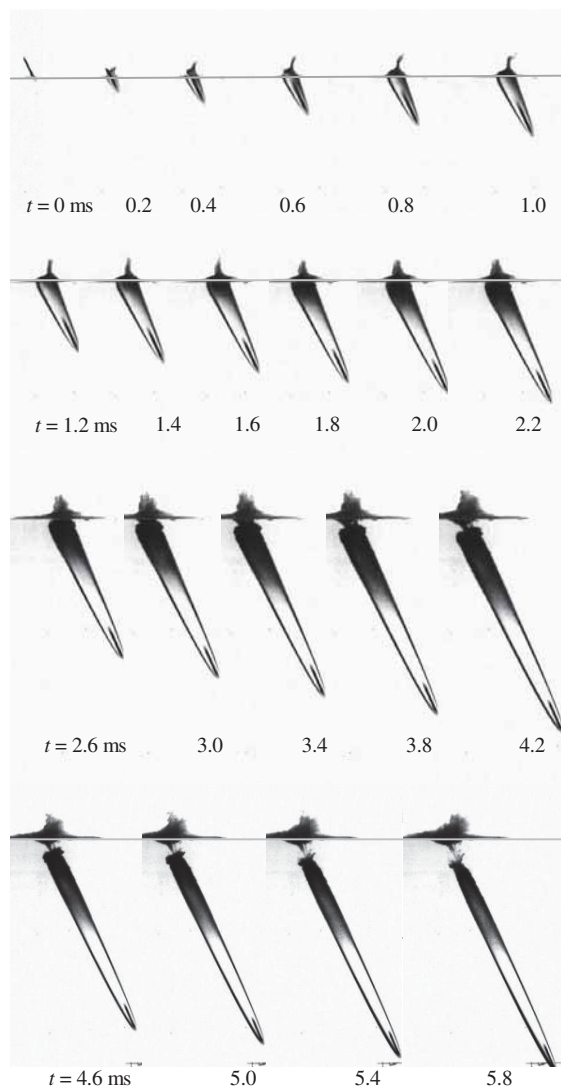 t = 0 ms 0.2 0.4 0.6 0.8 1.0
t = 1.2 ms 1.4 1.6 1.8 2.0 2.2
t = 2.6 ms 3.0 3.4 3.8 4.2
t = 4.6 ms 5.0 5.4 5.8